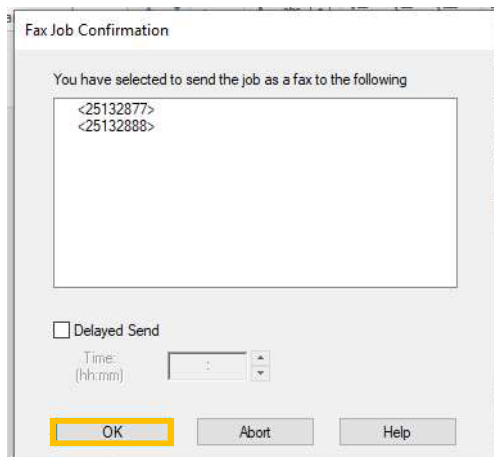 Fax Job Confirmation
You have selected to send the job as a fax to the following
<25132877>
<25132888>
Delayed Send
Time:
(hh:mm)
:
OK
Abort
Help